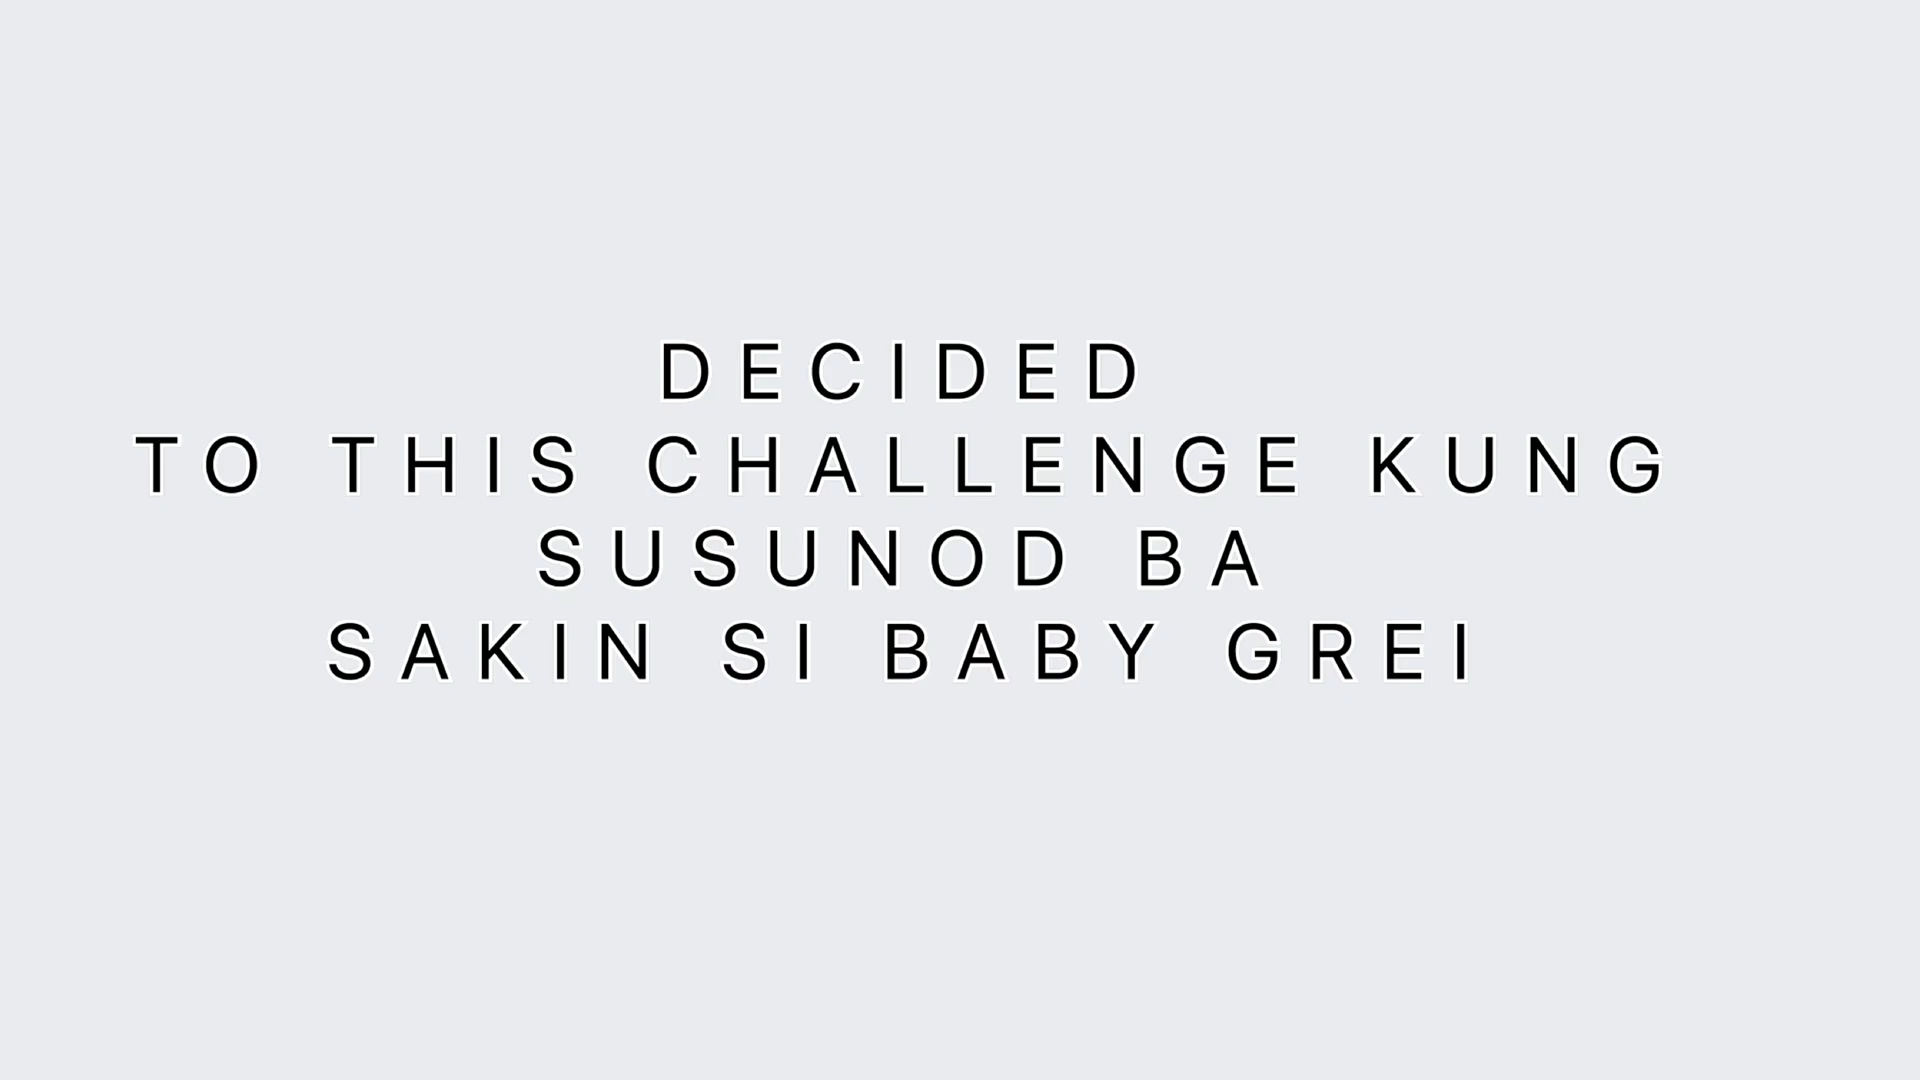 DECIDED
TO THIS CHALLENGE KUNG
SUSUNOD BA
SAKIN SI BABY GREI